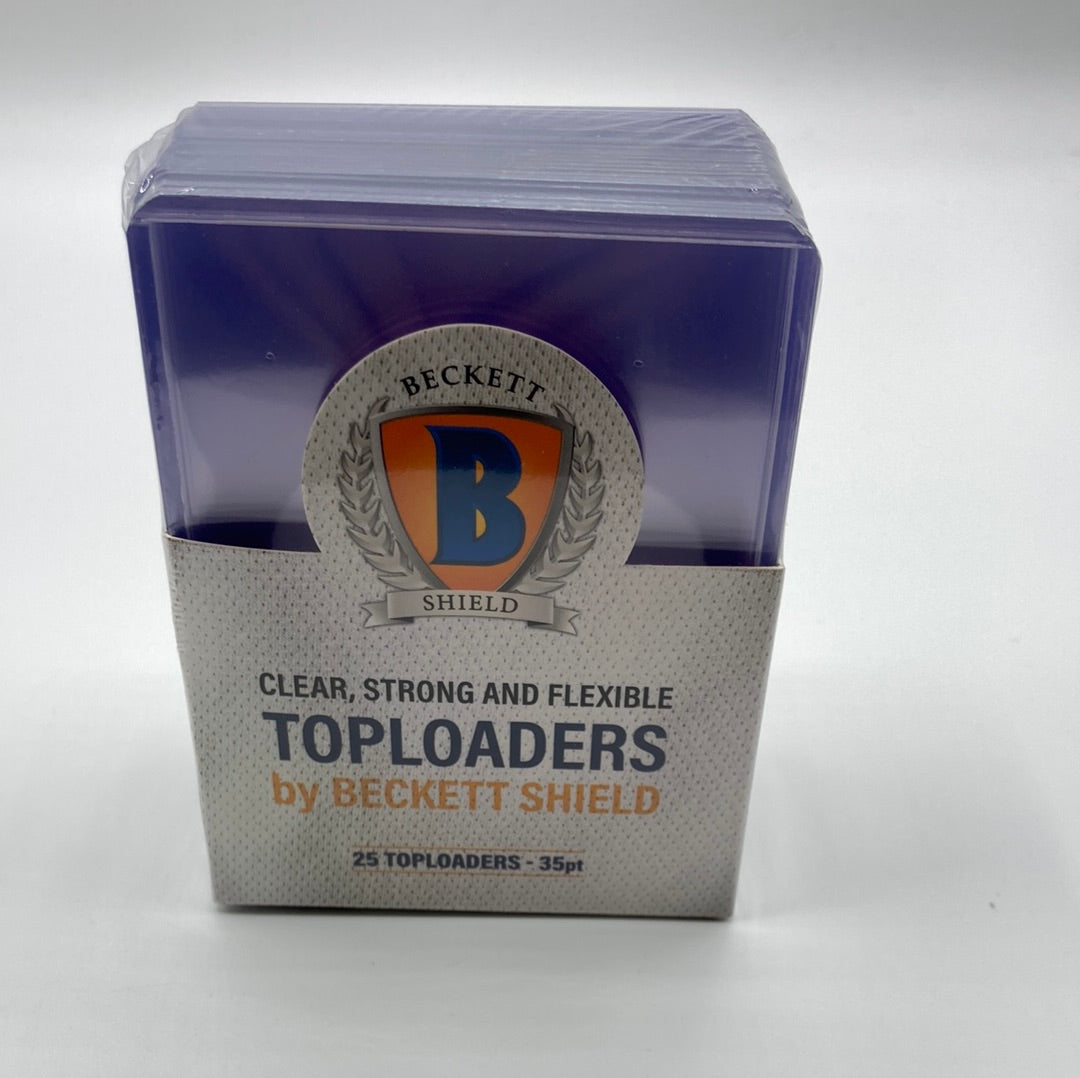 BECKETT
B
SHIELD
CLEAR, STRONG AND FLEXIBLE
TOPLOADERS
by BECKETT SHIELD
25 TOPLOADERS - 35pt